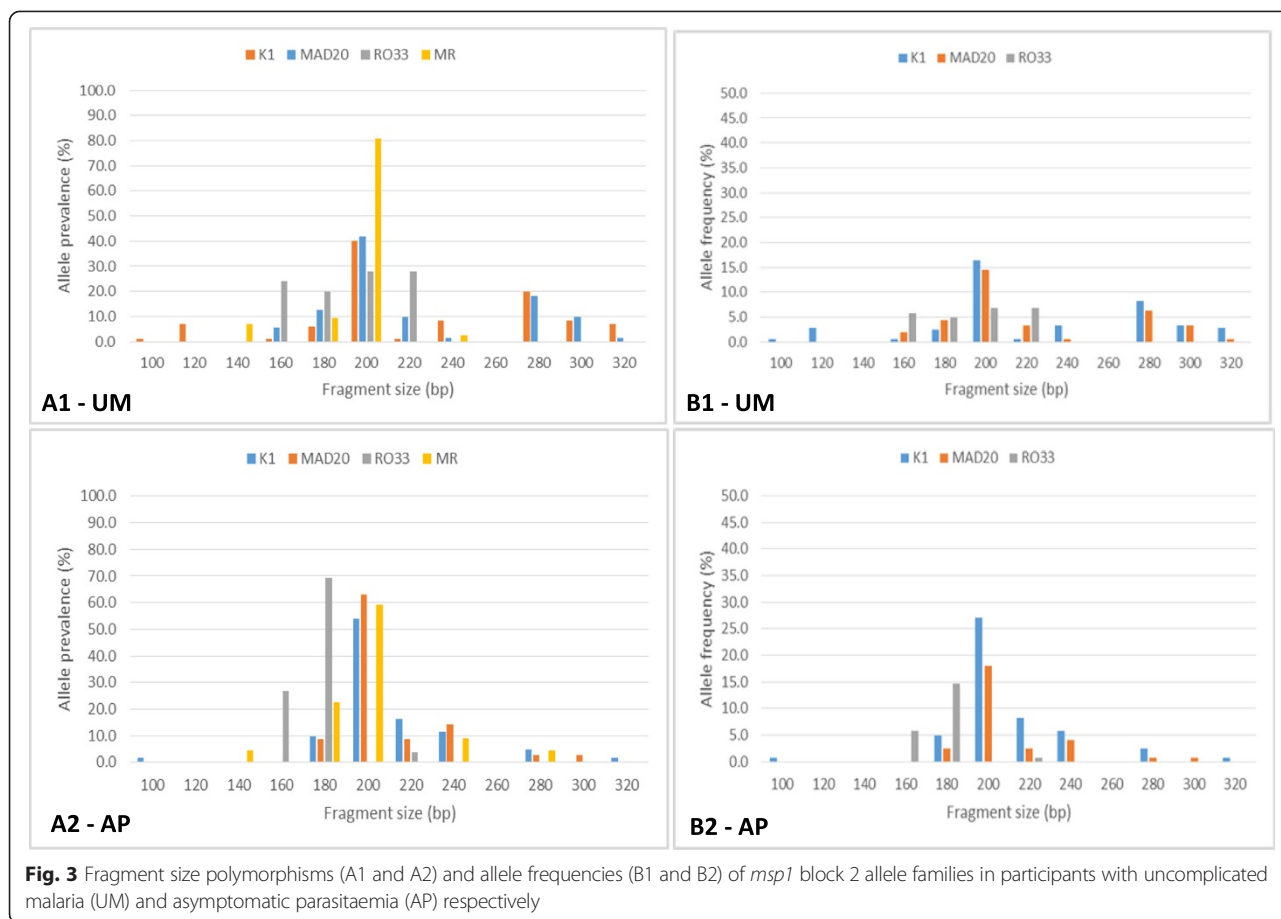 K1 MAD20 RO33 MR
100.0
90.0
80.0
70.0
60.0
50.0
40.0
30.0
20.0
10.0
0.0
Allele prevalence (%)
100 120 140 160 180 200 220 240 280 300 320
Fragment size (bp)
A1 - UM
K1 MAD20 RO33
50.0
45.0
40.0
35.0
30.0
25.0
20.0
15.0
10.0
5.0
0.0
Allele frequency (%)
100 120 140 160 180 200 220 240 280 300 320
Fragment size (bp)
B1 - UM
K1 MAD20 RO33 MR
100.0
90.0
80.0
70.0
60.0
50.0
40.0
30.0
20.0
10.0
0.0
Allele prevalence (%)
100 120 140 160 180 200 220 240 280 300 320
Fragment size (bp)
A2 - AP
K1 MAD20 RO33
50.0
45.0
40.0
35.0
30.0
25.0
20.0
15.0
10.0
5.0
0.0
Allele frequency (%)
100 120 140 160 180 200 220 240 280 300 320
Fragment size (bp)
B2 - AP
Fig. 3 Fragment size polymorphisms (A1 and A2) and allele frequencies (B1 and B2) of msp1 block 2 allele families in participants with uncomplicated
malaria (UM) and asymptomatic parasitaemia (AP) respectively